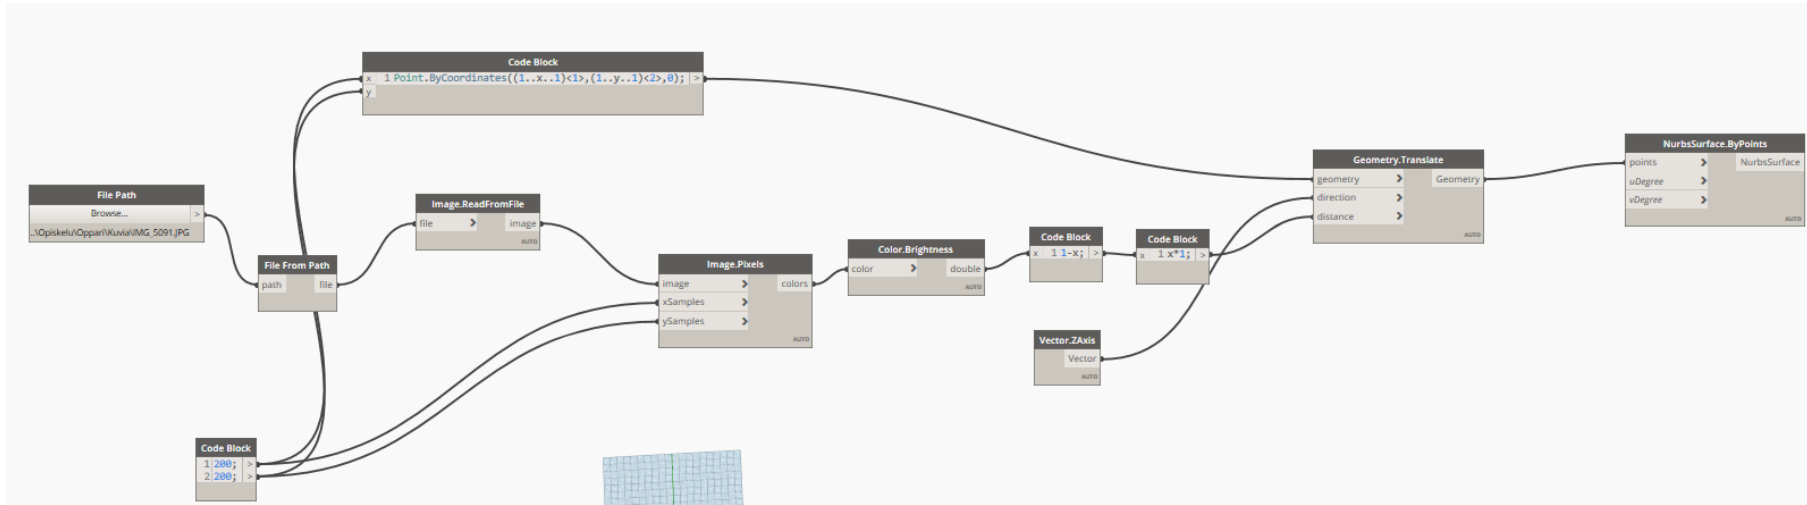 Code Block
x 1 Point.ByCoordinates((1..x..1)<1>,(1..y..1)<2>,0); >
y
File Path
Browse... >
..\Opiskelu\Oppari\Kuvia\IMG_5091.JPG
File From Path
path file
Image.ReadFromFile
file > image
AUTO
Code Block
1 200; >
2 200; >
Image.Pixels
image > colors
xSamples >
ySamples >
AUTO
Color.Brightness
color > double
AUTO
Code Block
x 1 1-x; >
Code Block
x 1 x*1; >
Vector.ZAxis
Vector
AUTO
Geometry.Translate
geometry > Geometry
direction >
distance >
AUTO
NurbsSurface.ByPoints
points > NurbsSurface
uDegree >
vDegree >
AUTO